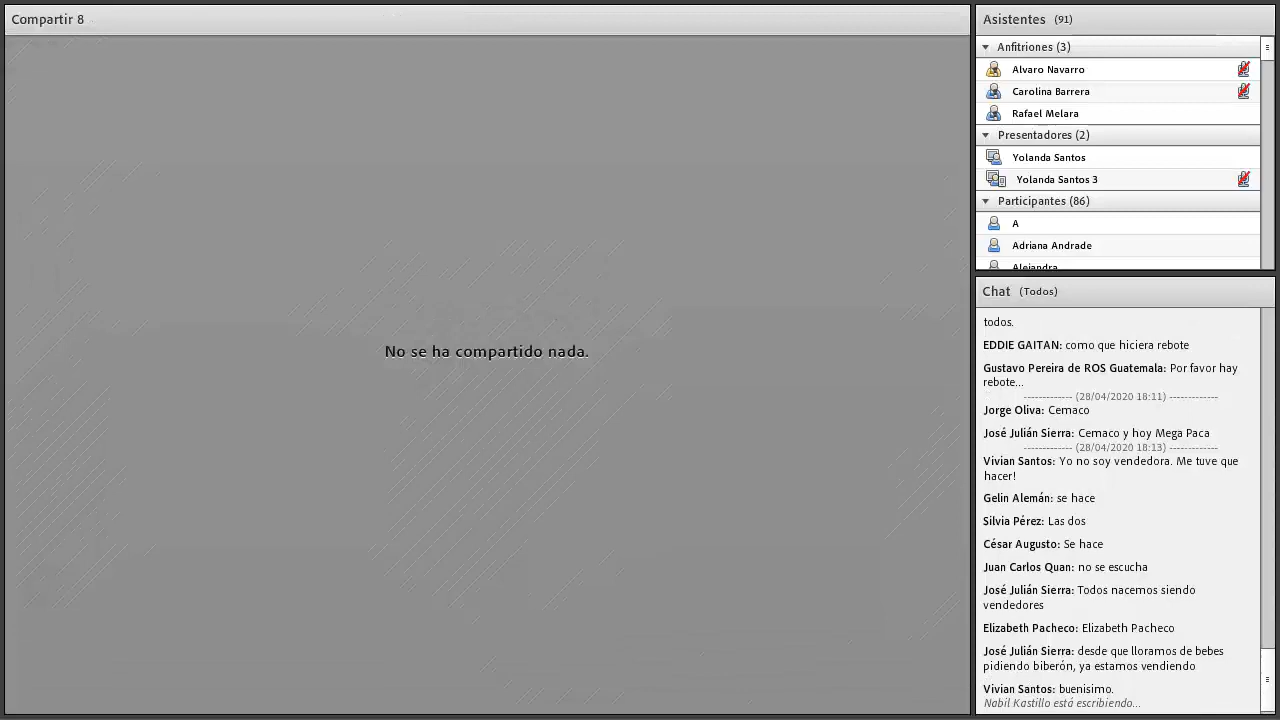 Compartir 8
No se ha compartido nada.
Asistentes (91)
Anfitriones (3)
Alvaro Navarro
Carolina Barrera
Rafael Melara
Presentadores (2)
Yolanda Santos
Yolanda Santos 3
Participantes (86)
A
Adriana Andrade
Alejandra
Chat (Todos)
todos.
EDDIE GAITAN: como que hiciera rebote
Gustavo Pereira de ROS Guatemala: Por favor hay
rebote...
------------- (28/04/2020 18:11) -------------
Jorge Oliva: Cemaco
José Julián Sierra: Cemaco y hoy Mega Paca
------------- (28/04/2020 18:13) -------------
Vivian Santos: Yo no soy vendedora. Me tuve que
hacer!
Gelin Alemán: se hace
Silvia Pérez: Las dos
César Augusto: Se hace
Juan Carlos Quan: no se escucha
José Julián Sierra: Todos nacemos siendo
vendedores
Elizabeth Pacheco: Elizabeth Pacheco
José Julián Sierra: desde que lloramos de bebes
pidiendo biberón, ya estamos vendiendo
Vivian Santos: buenisimo.
Nabil Kastillo está escribiendo...